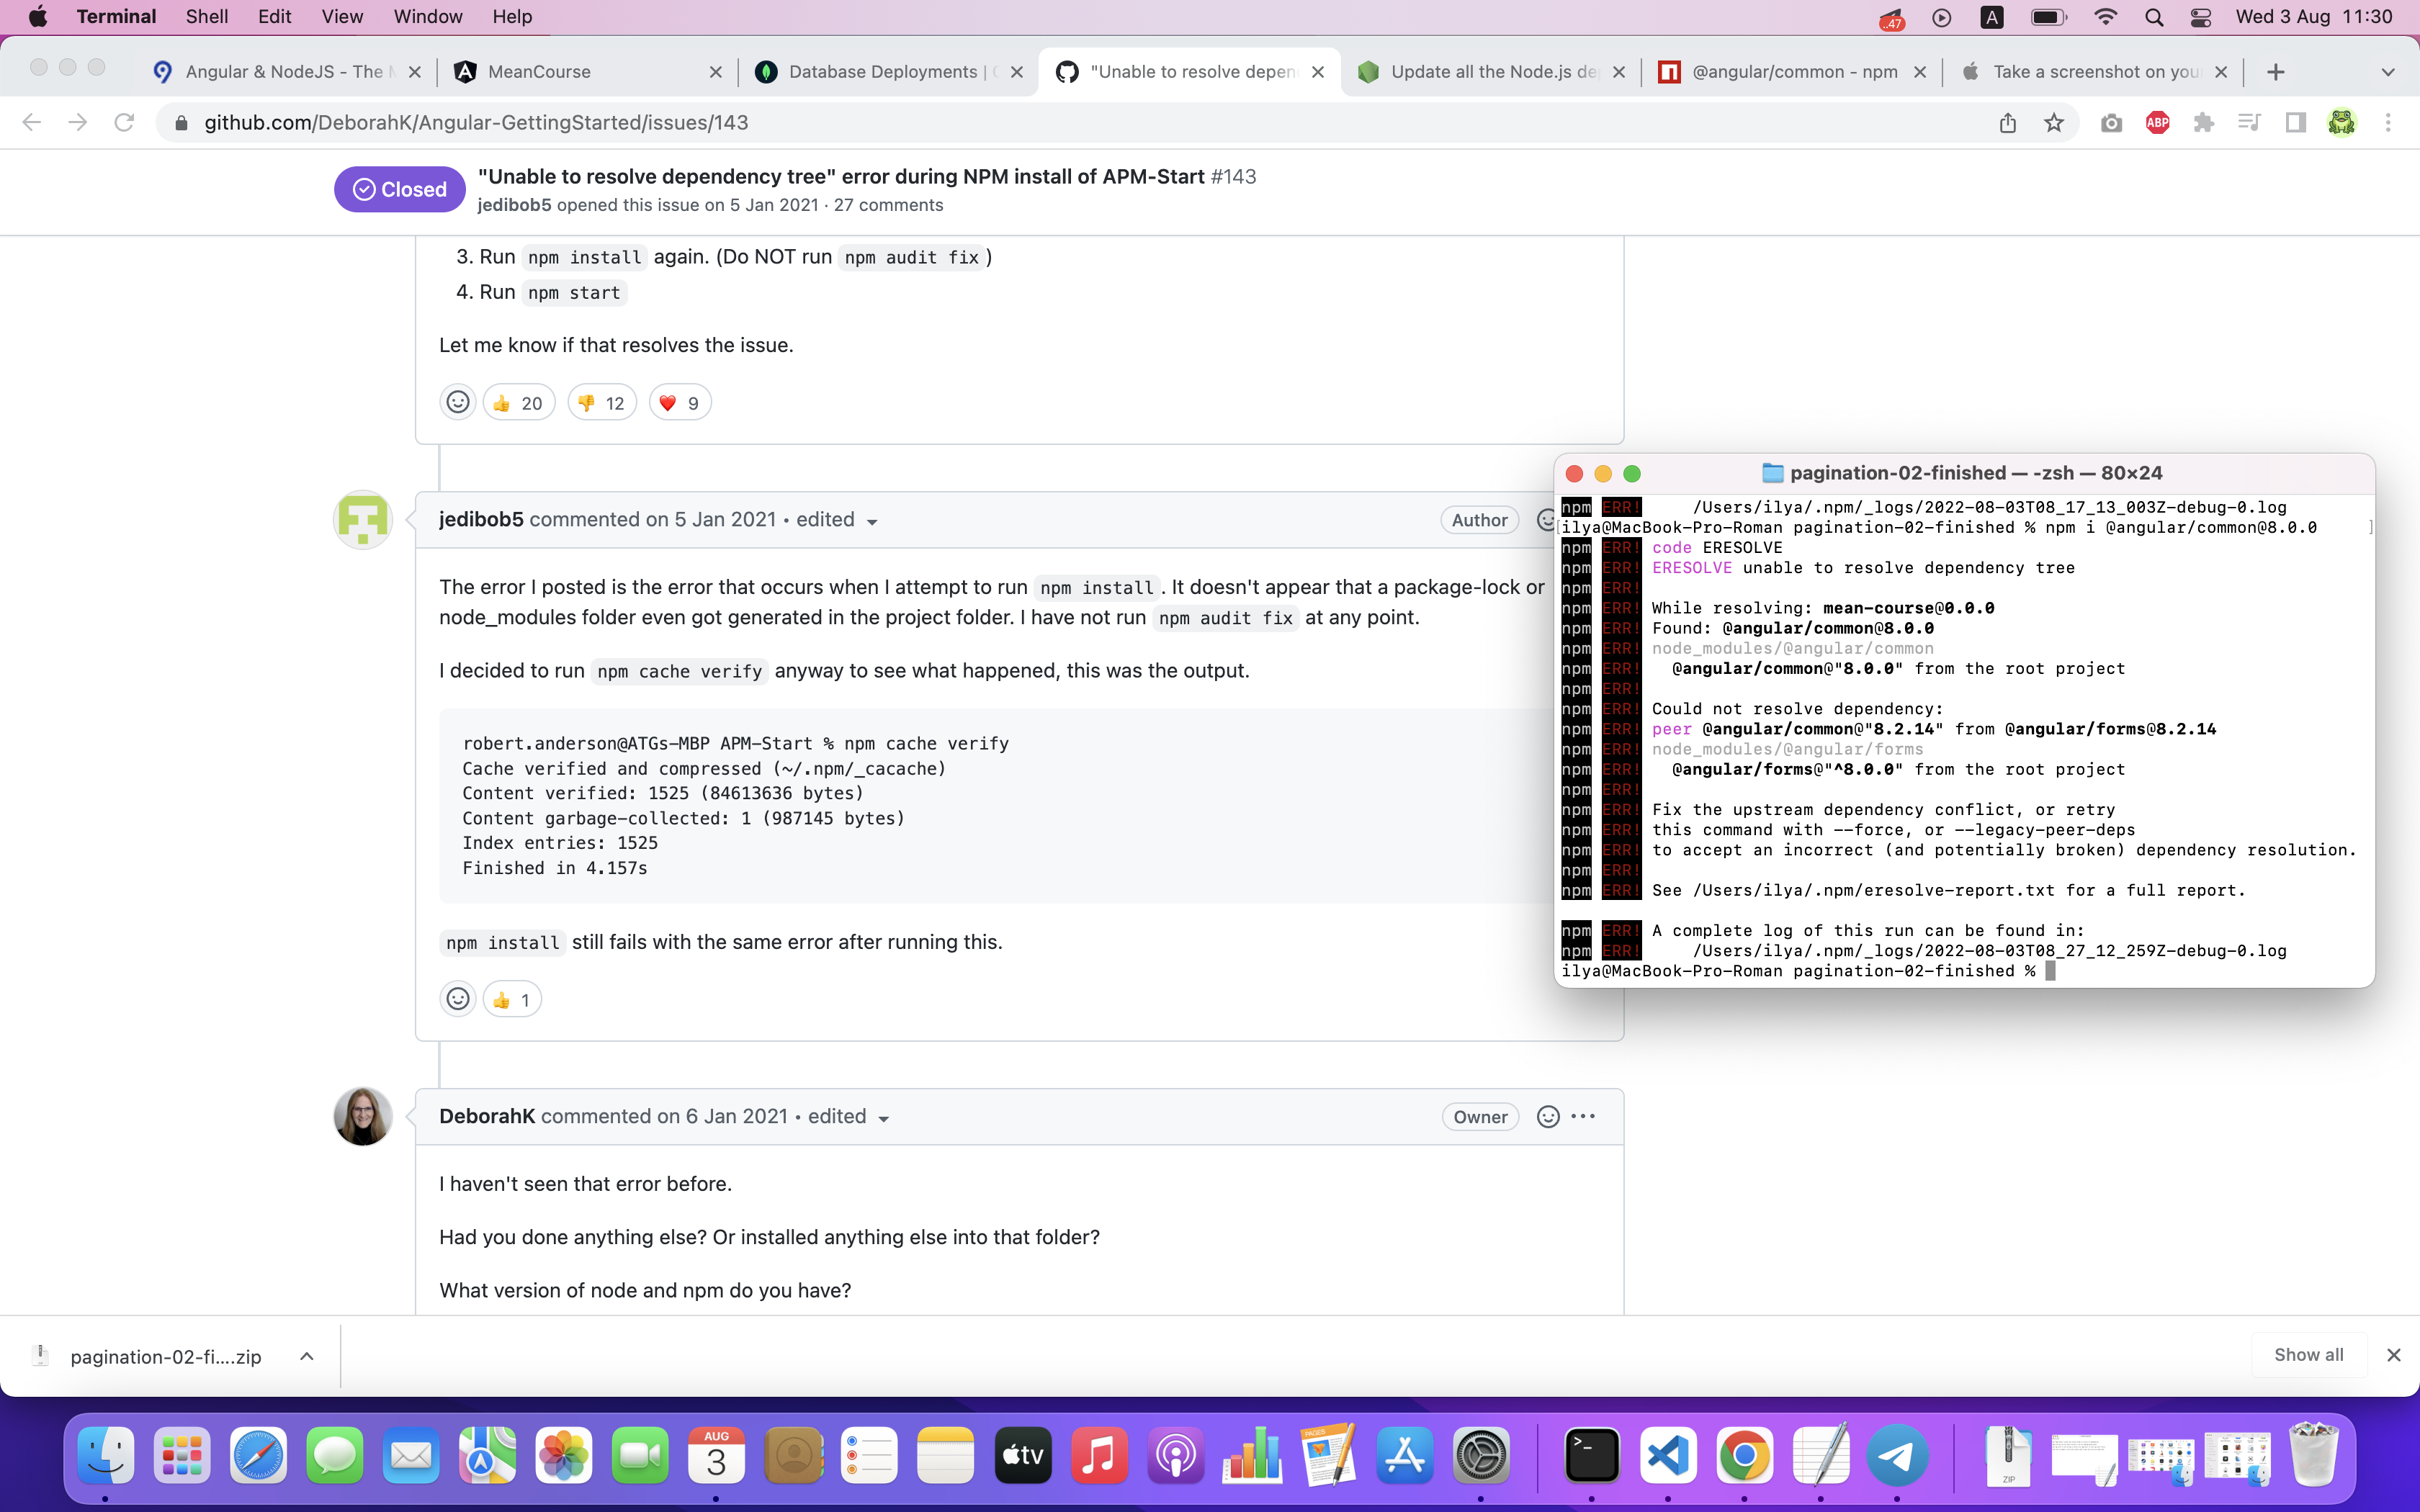 Terminal Shell Edit View Window Help
..47 A Wed 3 Aug 11:30
Angular & NodeJS - The M
MeanCourse
Database Deployments | C
"Unable to resolve depen
Update all the Node.js de
@angular/common - npm
Take a screenshot on you
github.com/DeborahK/Angular-GettingStarted/issues/143
ABP
Closed
"Unable to resolve dependency tree" error during NPM install of APM-Start #143
jedibob5 opened this issue on 5 Jan 2021 · 27 comments
3. Run npm install again. (Do NOT run npm audit fix )
4. Run npm start
Let me know if that resolves the issue.
👍 20 👎 12 ❤️ 9
jedibob5 commented on 5 Jan 2021 • edited
Author
The error I posted is the error that occurs when I attempt to run npm install . It doesn't appear that a package-lock or
node_modules folder even got generated in the project folder. I have not run npm audit fix at any point.
I decided to run npm cache verify anyway to see what happened, this was the output.
robert.anderson@ATGs-MBP APM-Start % npm cache verify
Cache verified and compressed (~/.npm/_cacache)
Content verified: 1525 (84613636 bytes)
Content garbage-collected: 1 (987145 bytes)
Index entries: 1525
Finished in 4.157s
npm install still fails with the same error after running this.
👍 1
DeborahK commented on 6 Jan 2021 • edited
Owner
I haven't seen that error before.
Had you done anything else? Or installed anything else into that folder?
What version of node and npm do you have?
pagination-02-finished — -zsh — 80×24
npm ERR!     /Users/ilya/.npm/_logs/2022-08-03T08_17_13_003Z-debug-0.log
[ilya@MacBook-Pro-Roman pagination-02-finished % npm i @angular/common@8.0.0 ]
npm ERR! code ERESOLVE
npm ERR! ERESOLVE unable to resolve dependency tree
npm ERR!
npm ERR! While resolving: mean-course@0.0.0
npm ERR! Found: @angular/common@8.0.0
npm ERR! node_modules/@angular/common
npm ERR!   @angular/common@"8.0.0" from the root project
npm ERR!
npm ERR! Could not resolve dependency:
npm ERR! peer @angular/common@"8.2.14" from @angular/forms@8.2.14
npm ERR! node_modules/@angular/forms
npm ERR!   @angular/forms@"^8.0.0" from the root project
npm ERR!
npm ERR! Fix the upstream dependency conflict, or retry
npm ERR! this command with --force, or --legacy-peer-deps
npm ERR! to accept an incorrect (and potentially broken) dependency resolution.
npm ERR!
npm ERR! See /Users/ilya/.npm/eresolve-report.txt for a full report.
npm ERR! A complete log of this run can be found in:
npm ERR!     /Users/ilya/.npm/_logs/2022-08-03T08_27_12_259Z-debug-0.log
ilya@MacBook-Pro-Roman pagination-02-finished %
pagination-02-fi....zip
Show all
AUG
3
tv
PAGES
ZIP